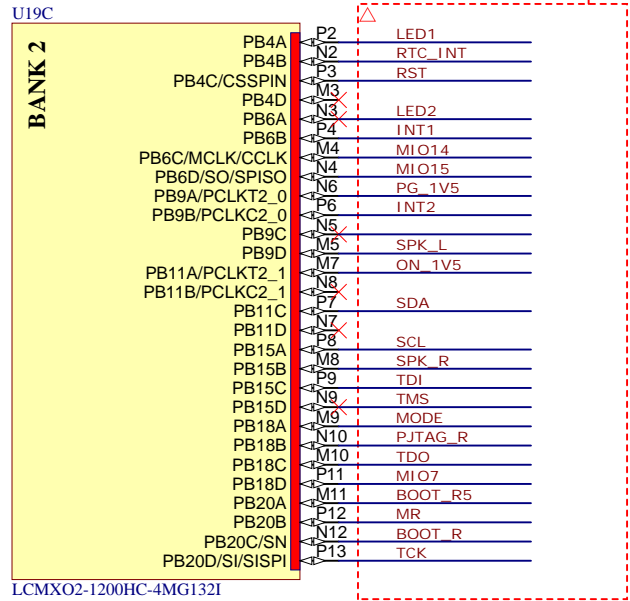 U19C
BANK 2
PB4A P2 LED1
PB4B N2 RTC_INT
PB4C/CSSPIN P3 RST
PB4D M3
PB6A N3 LED2
PB6B P4 INT1
PB6C/MCLK/CCLK M4 MIO14
PB6D/SO/SPISO N4 MIO15
PB9A/PCLKT2_0 N6 PG_1V5
PB9B/PCLKC2_0 P6 INT2
PB9C N5
PB9D M5 SPK_L
PB11A/PCLKT2_1 M7 ON_1V5
PB11B/PCLKC2_1 N8
PB11C P7 SDA
PB11D N7
PB15A P8 SCL
PB15B M8 SPK_R
PB15C P9 TDI
PB15D N9 TMS
PB18A M9 MODE
PB18B N10 PJTAG_R
PB18C M10 TDO
PB18D P11 MIO7
PB20A M11 BOOT_R5
PB20B P12 MR
PB20C/SN N12 BOOT_R
PB20D/SI/SISPI P13 TCK
LCMXO2-1200HC-4MG132I